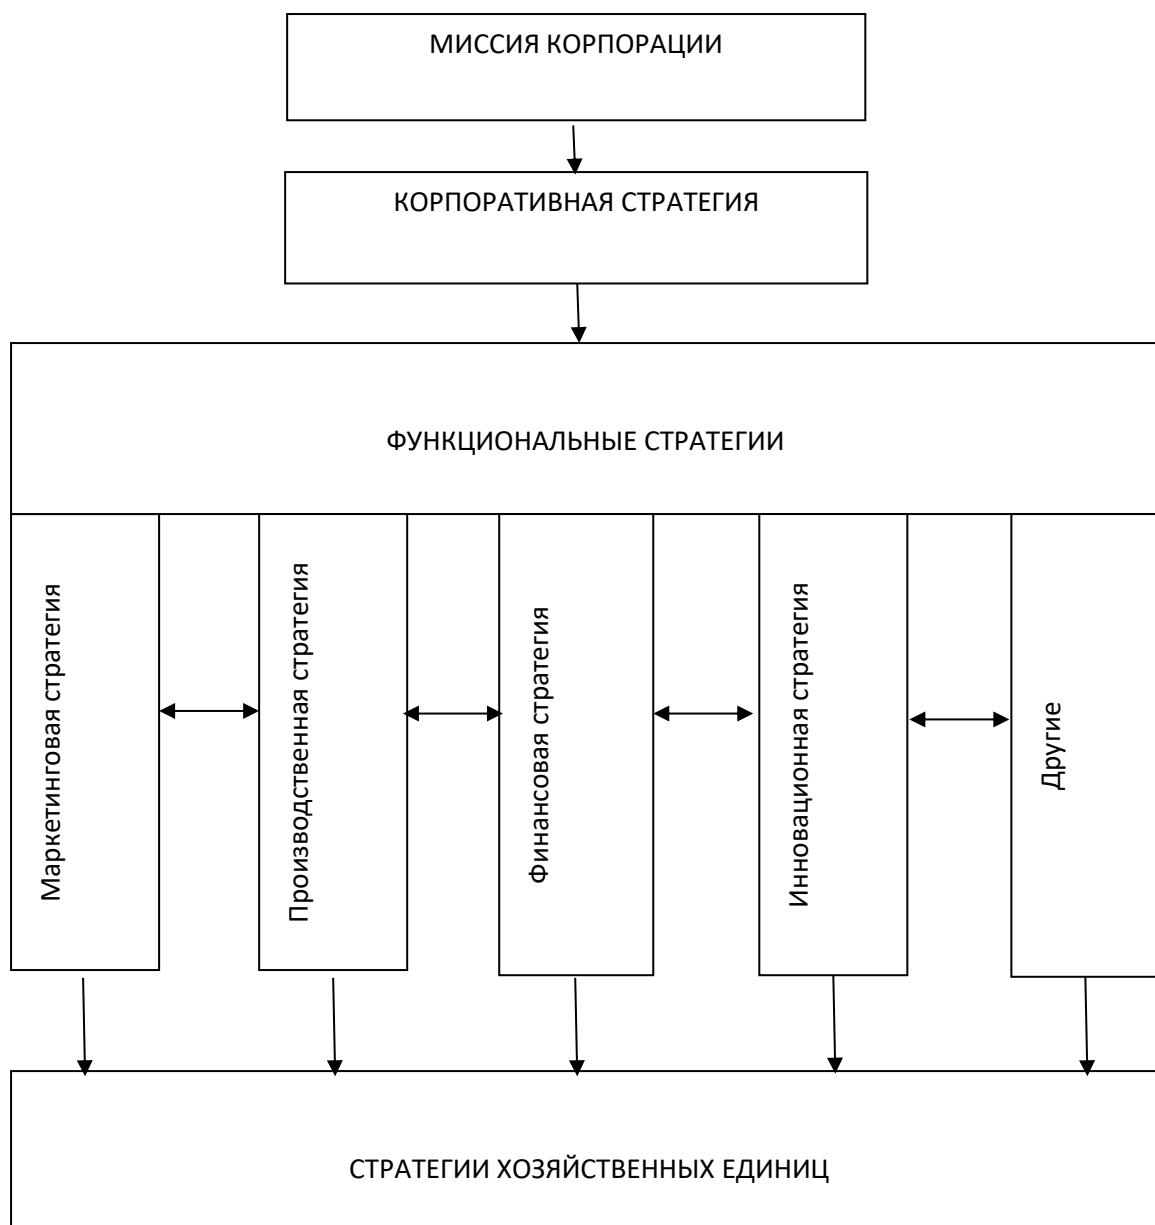 МИССИЯ КОРПОРАЦИИ
КОРПОРАТИВНАЯ СТРАТЕГИЯ
ФУНКЦИОНАЛЬНЫЕ СТРАТЕГИИ
Маркетинговая стратегия
Производственная стратегия
Финансовая стратегия
Инновационная стратегия
Другие
СТРАТЕГИИ ХОЗЯЙСТВЕННЫХ ЕДИНИЦ